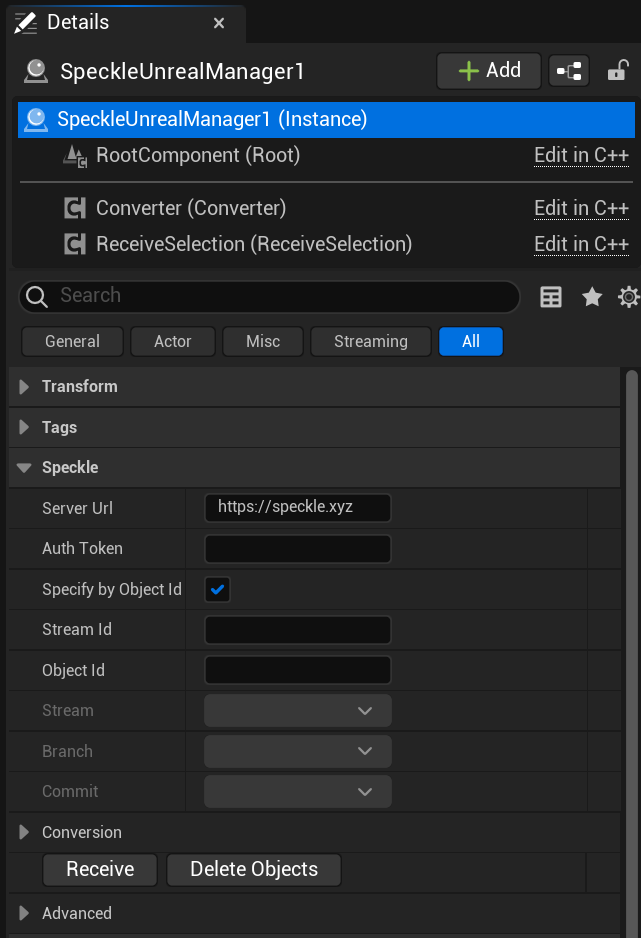 Details
SpeckleUnrealManager1
Add
SpeckleUnrealManager1 (Instance)
RootComponent (Root) Edit in C++
Converter (Converter) Edit in C++
ReceiveSelection (ReceiveSelection) Edit in C++
Search
General Actor Misc Streaming All
Transform
Tags
Speckle
Server Url https://speckle.xyz
Auth Token
Specify by Object Id
Stream Id
Object Id
Stream
Branch
Commit
Conversion
Receive Delete Objects
Advanced